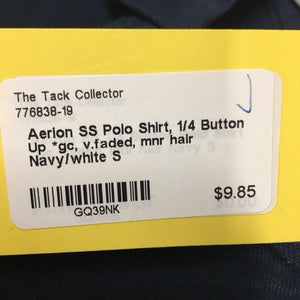 The Tack Collector
776838-19
Aerion SS Polo Shirt, 1/4 Button
Up *gc, v.faded, mnr hair
Navy/white S
$9.85
GQ39NK